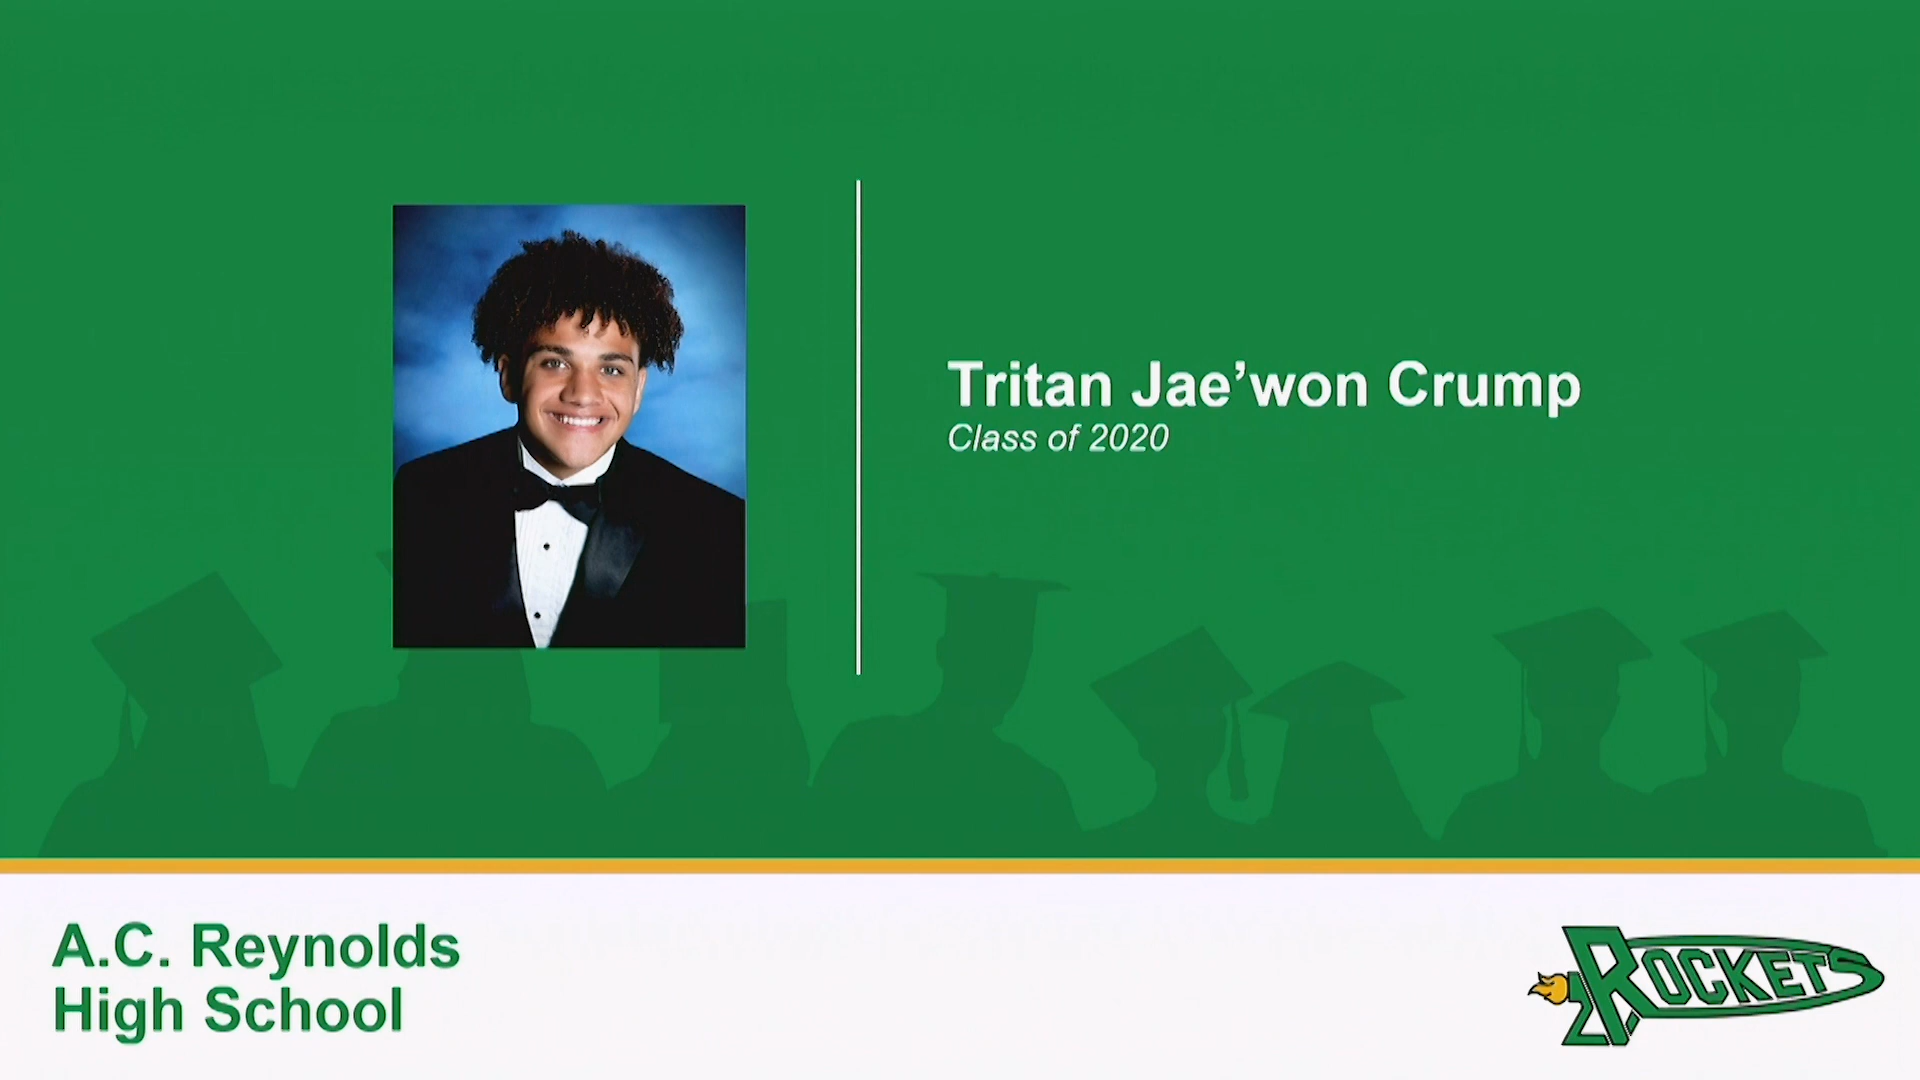 Tritan Jae’won Crump
Class of 2020
A.C. Reynolds
High School
ROCKETS